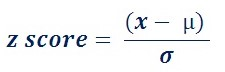 z score = (x − μ) / σ